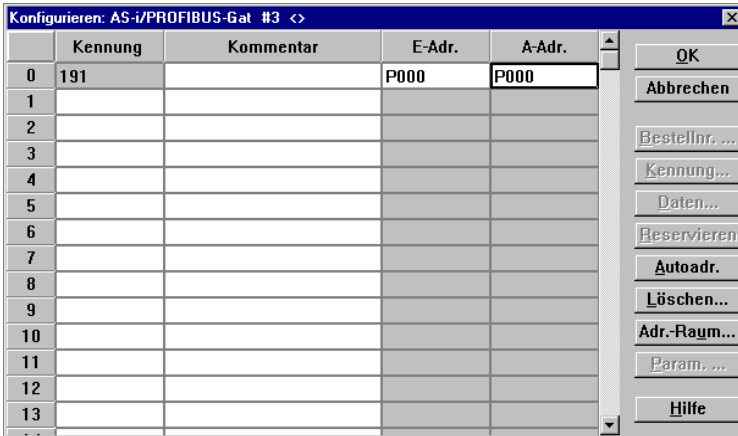 Konfigurieren: AS-i/PROFIBUS-Gat #3 <>
Kennung Kommentar E-Adr. A-Adr.
0 191 P000 P000
1
2
3
4
5
6
7
8
9
10
11
12
13
OK
Abbrechen
Bestellnr. ...
Kennung...
Daten...
Reservieren
Autoadr.
Löschen...
Adr.-Raum...
Param. ...
Hilfe